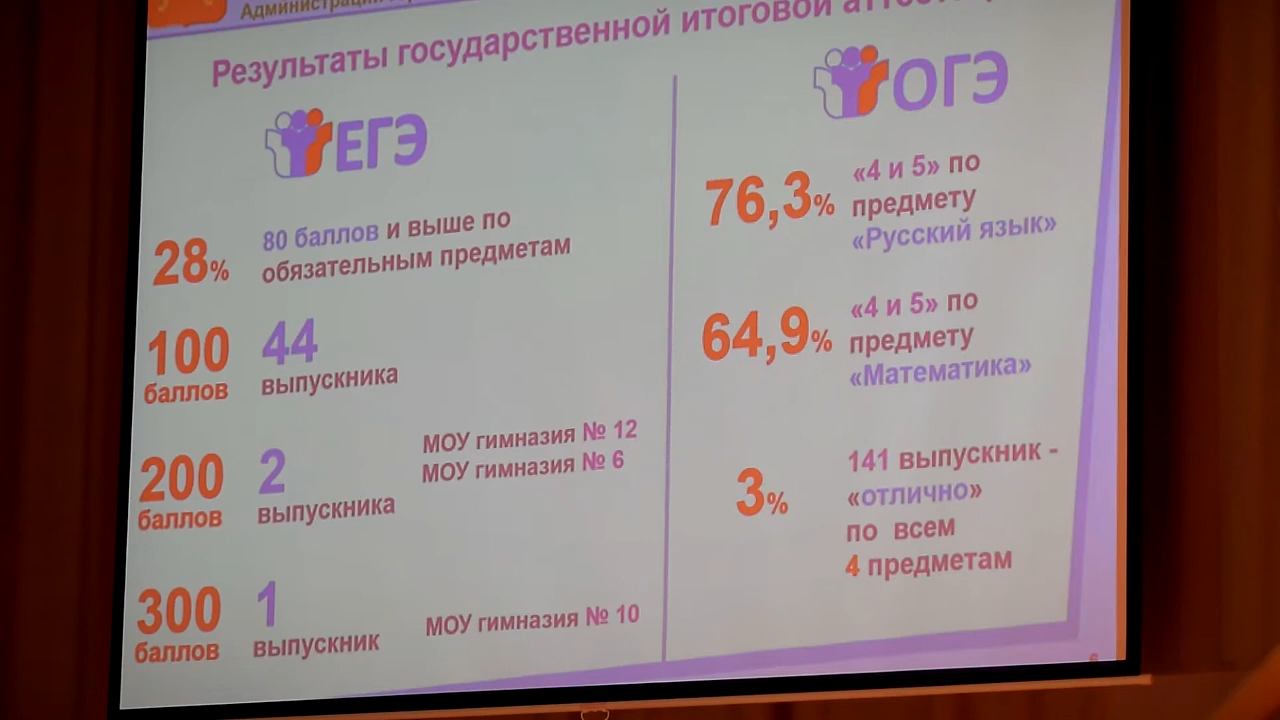 Результаты государственной итоговой
ЕГЭ
28%
80 баллов и выше по
обязательным предметам
100
баллов
44
выпускника
200
баллов
2
выпускника
МОУ гимназия № 12
МОУ гимназия № 6
300
баллов
1
выпускник
МОУ гимназия № 10
ОГЭ
76,3%
«4 и 5» по
предмету
«Русский язык»
64,9%
«4 и 5» по
предмету
«Математика»
3%
141 выпускник -
«отлично»
по всем
4 предметам
6